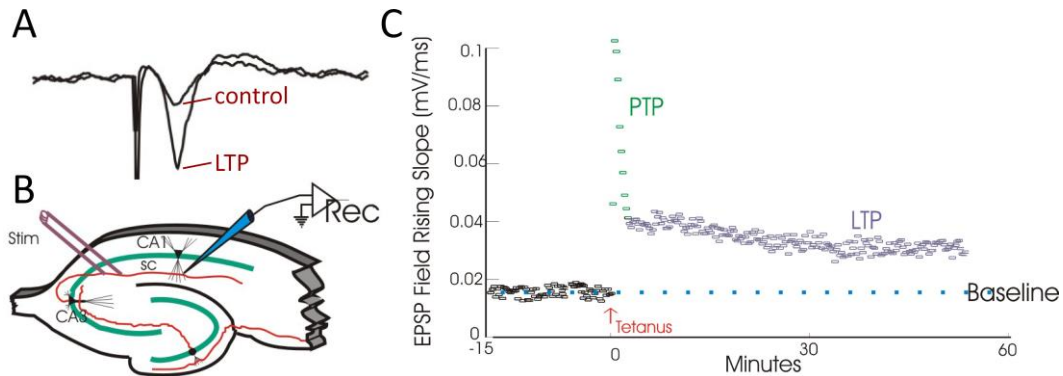 A
control
LTP
B
Stim
CA1
SC
CA3
Rec
C
EPSP Field Rising Slope (mV/ms)
0.1
0.08
0.06
0.04
0.02
0
PTP
LTP
Baseline
Tetanus
-15
0
30
60
Minutes